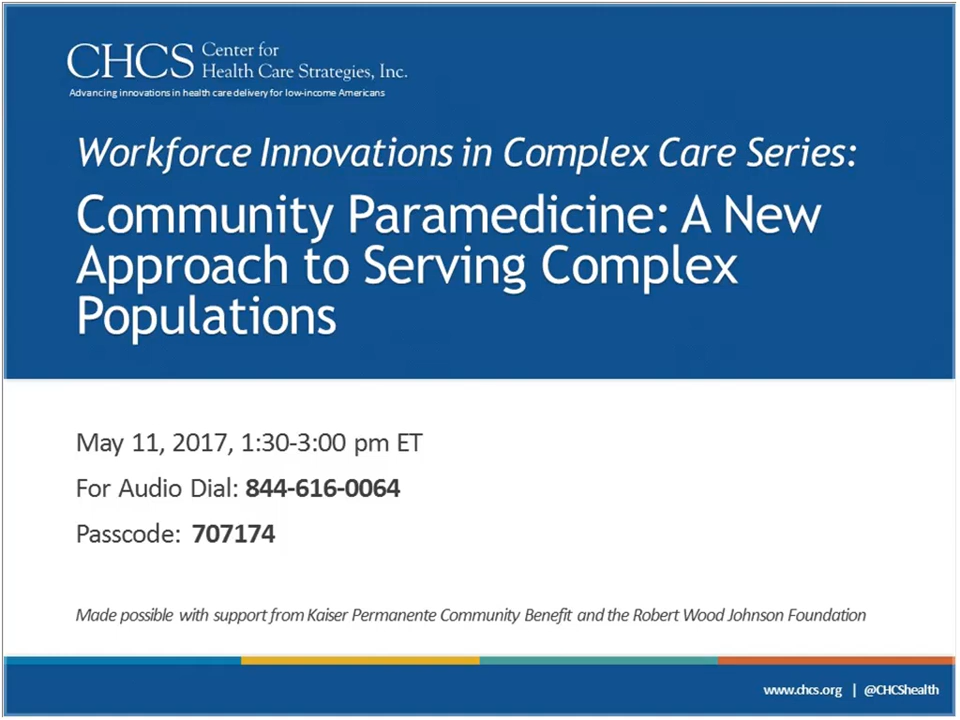 CHCS Center for
Health Care Strategies, Inc.
Advancing innovations in health care delivery for low-income Americans
Workforce Innovations in Complex Care Series:
Community Paramedicine: A New
Approach to Serving Complex
Populations
May 11, 2017, 1:30-3:00 pm ET
For Audio Dial: 844-616-0064
Passcode: 707174
Made possible with support from Kaiser Permanente Community Benefit and the Robert Wood Johnson Foundation
www.chcs.org | @CHCShealth